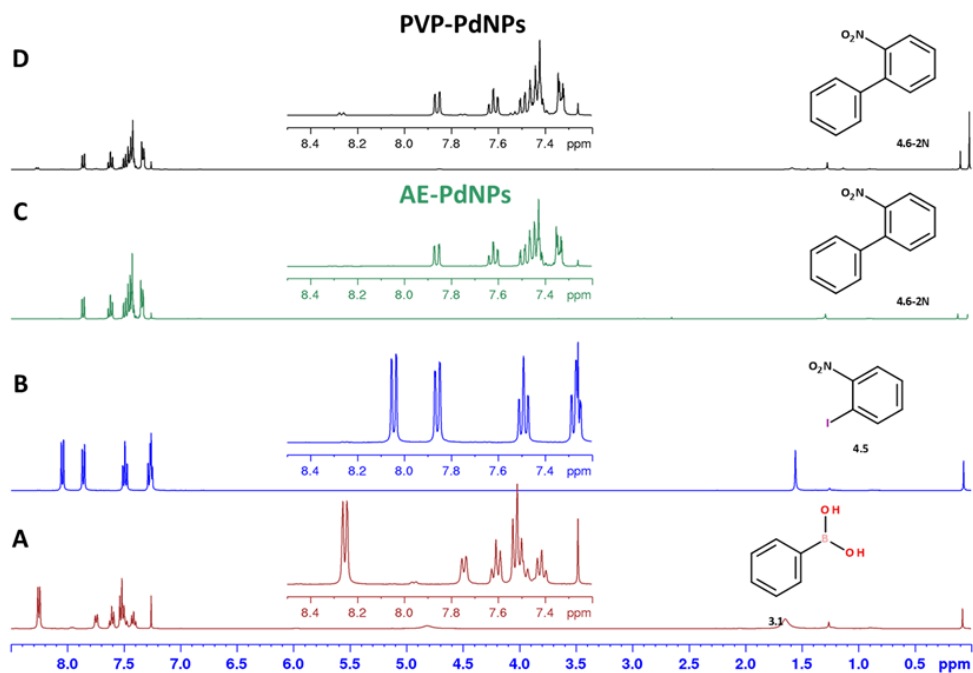 PVP-PdNPs
D
O₂N
4.6-2N
8.4 8.2 8.0 7.8 7.6 7.4 ppm
AE-PdNPs
C
O₂N
4.6-2N
8.4 8.2 8.0 7.8 7.6 7.4 ppm
B
O₂N
I
4.5
8.4 8.2 8.0 7.8 7.6 7.4 ppm
A
OH
B
OH
3.1
8.4 8.2 8.0 7.8 7.6 7.4 ppm
8.0 7.5 7.0 6.5 6.0 5.5 5.0 4.5 4.0 3.5 3.0 2.5 2.0 1.5 1.0 0.5 ppm